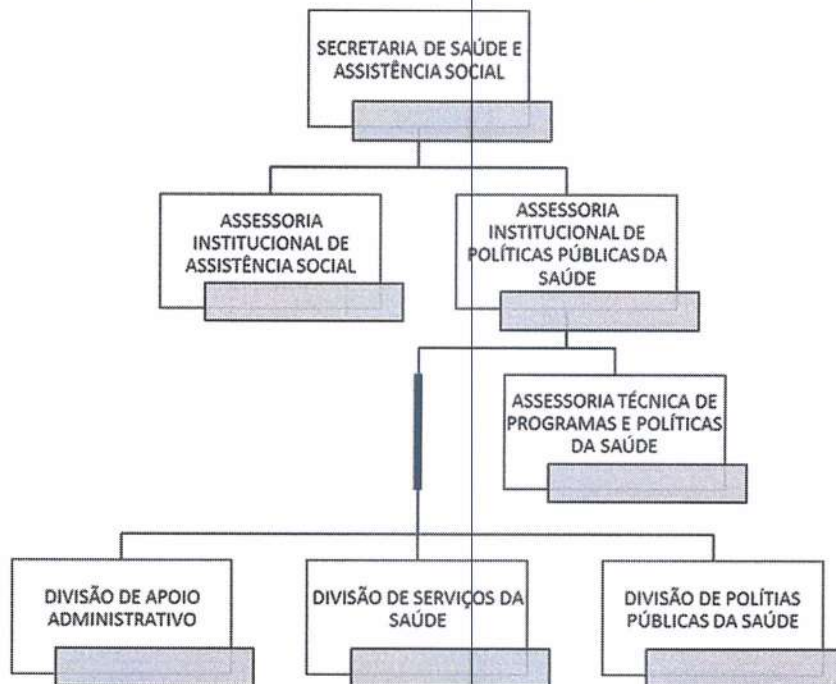 SECRETARIA DE SAÚDE E
ASSISTÊNCIA SOCIAL
ASSESSORIA
INSTITUCIONAL DE
ASSISTÊNCIA SOCIAL
ASSESSORIA
INSTITUCIONAL DE
POLÍTICAS PÚBLICAS DA
SAÚDE
ASSESSORIA TÉCNICA DE
PROGRAMAS E POLÍTICAS
DA SAÚDE
DIVISÃO DE APOIO
ADMINISTRATIVO
DIVISÃO DE SERVIÇOS DA
SAÚDE
DIVISÃO DE POLÍTIAS
PÚBLICAS DA SAÚDE